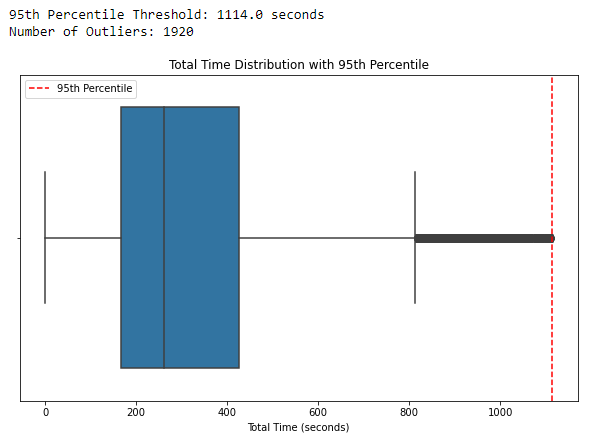 95th Percentile Threshold: 1114.0 seconds
Number of Outliers: 1920
Total Time Distribution with 95th Percentile
95th Percentile
0 200 400 600 800 1000
Total Time (seconds)